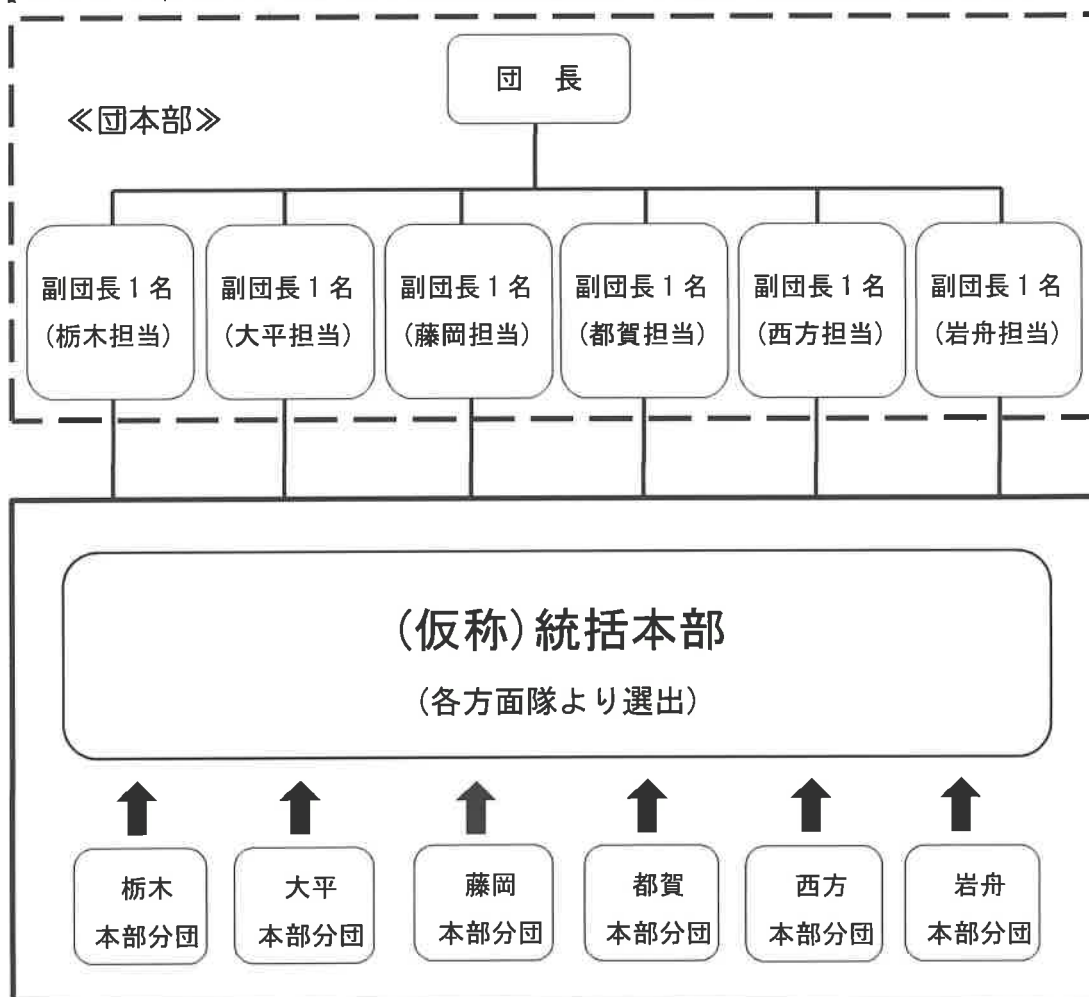 団 長
≪団本部≫
副団長1名
(栃木担当)
副団長1名
(大平担当)
副団長1名
(藤岡担当)
副団長1名
(都賀担当)
副団長1名
(西方担当)
副団長1名
(岩舟担当)
(仮称)統括本部
(各方面隊より選出)
栃木
本部分団
大平
本部分団
藤岡
本部分団
都賀
本部分団
西方
本部分団
岩舟
本部分団